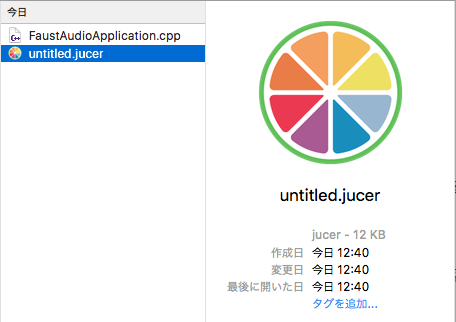 今日
FaustAudioApplication.cpp
untitled.jucer
untitled.jucer
jucer - 12 KB
作成日 今日 12:40
変更日 今日 12:40
最後に開いた日 今日 12:40
タグを追加...